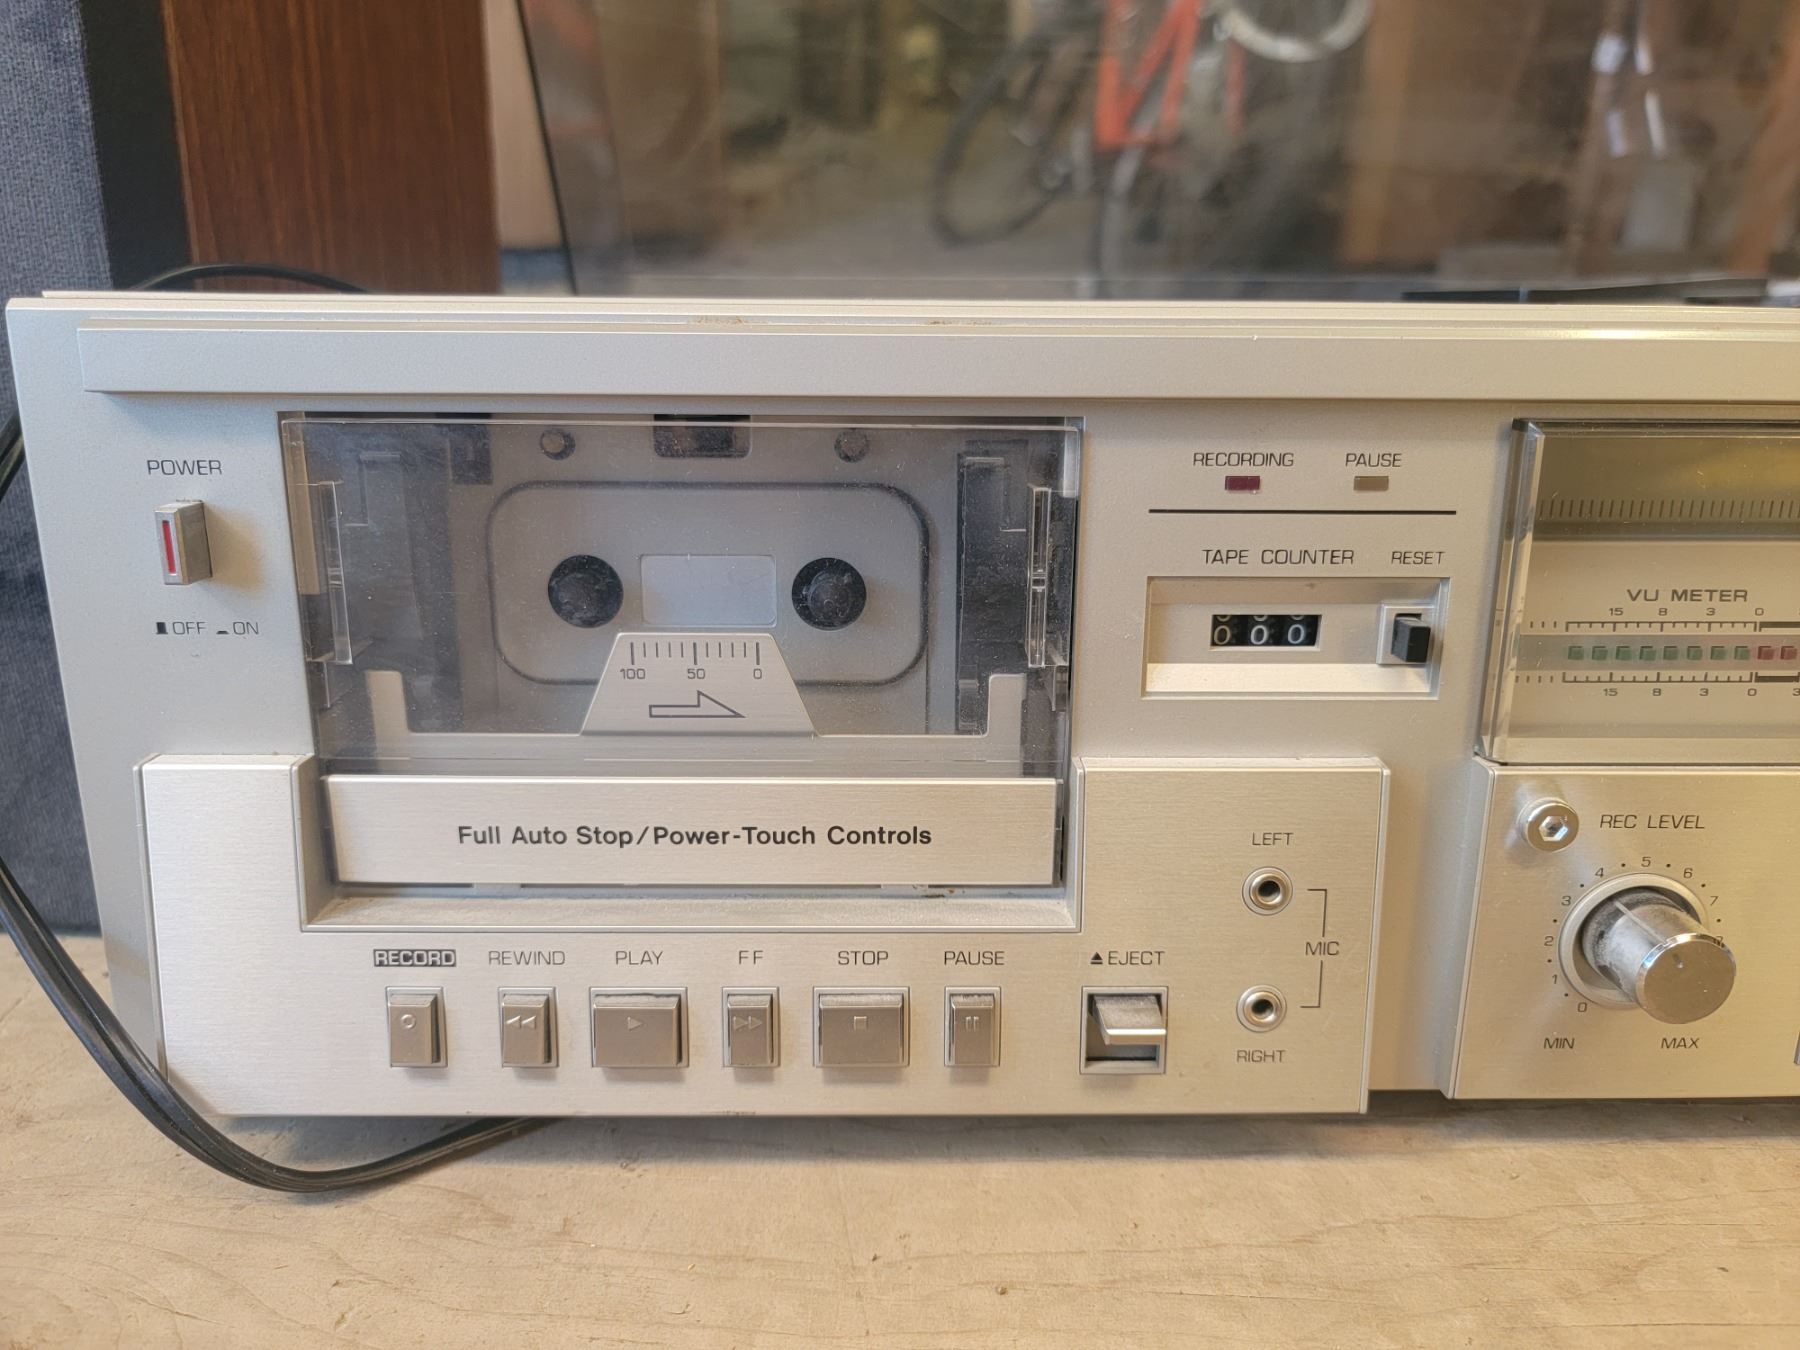 POWER
OFF ON
100 50 0
Full Auto Stop/Power-Touch Controls
RECORD REWIND PLAY FF STOP PAUSE
EJECT
RECORDING PAUSE
TAPE COUNTER RESET
0 0 0
LEFT
MIC
RIGHT
VU METER
15 8 3 0
15 8 3 0 3
REC LEVEL
0 1 2 3 4 5 6 7
MIN MAX